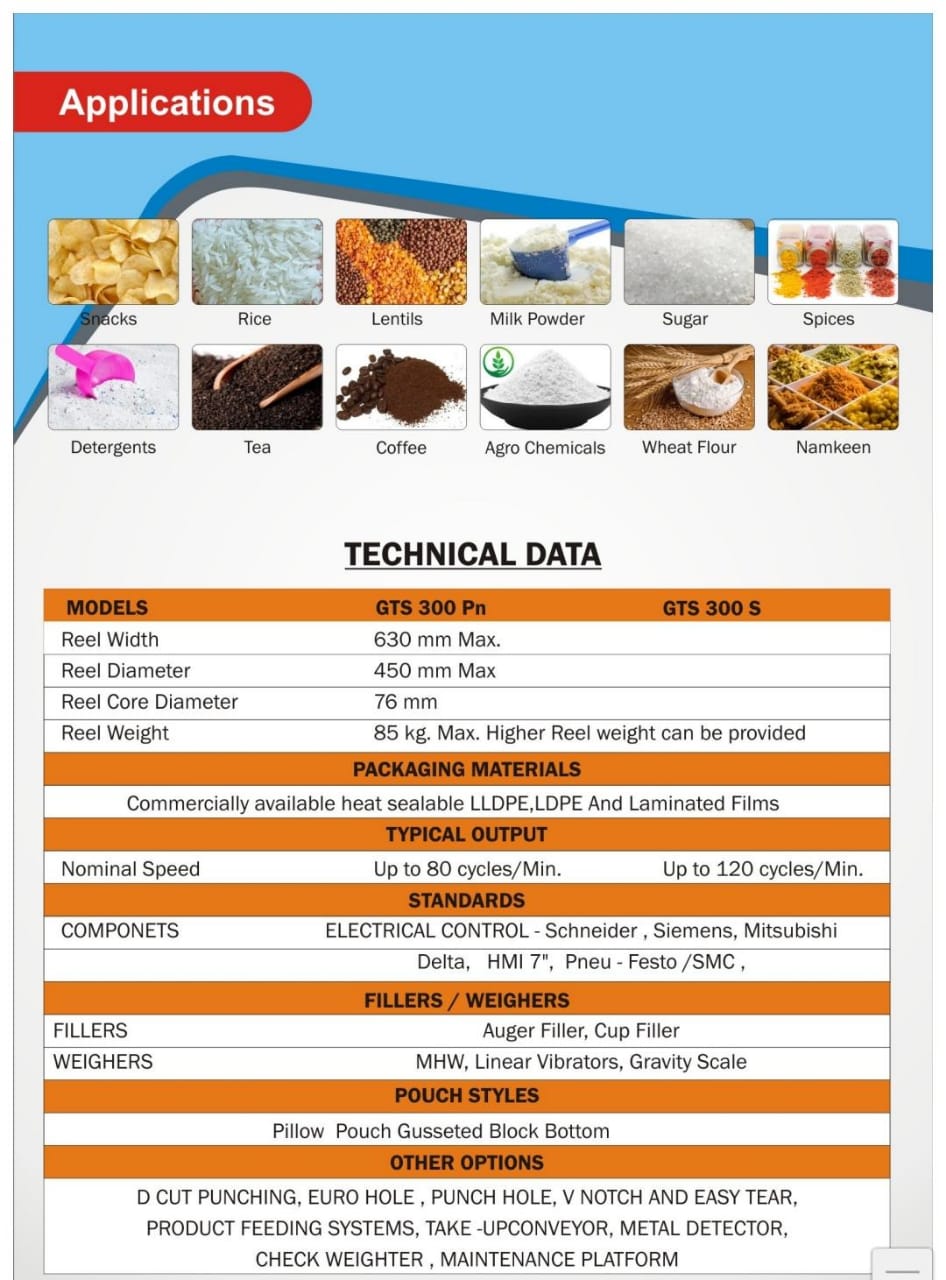 Applications
Snacks Rice Lentils Milk Powder Sugar Spices
Detergents Tea Coffee Agro Chemicals Wheat Flour Namkeen
TECHNICAL DATA
MODELS GTS 300 Pn GTS 300 S
Reel Width 630 mm Max.
Reel Diameter 450 mm Max
Reel Core Diameter 76 mm
Reel Weight 85 kg. Max. Higher Reel weight can be provided
PACKAGING MATERIALS
Commercially available heat sealable LLDPE,LDPE And Laminated Films
TYPICAL OUTPUT
Nominal Speed Up to 80 cycles/Min. Up to 120 cycles/Min.
STANDARDS
COMPONETS ELECTRICAL CONTROL - Schneider , Siemens, Mitsubishi
Delta, HMI 7", Pneu - Festo /SMC ,
FILLERS / WEIGHERS
FILLERS Auger Filler, Cup Filler
WEIGHERS MHW, Linear Vibrators, Gravity Scale
POUCH STYLES
Pillow Pouch Gusseted Block Bottom
OTHER OPTIONS
D CUT PUNCHING, EURO HOLE , PUNCH HOLE, V NOTCH AND EASY TEAR,
PRODUCT FEEDING SYSTEMS, TAKE -UPCONVEYOR, METAL DETECTOR,
CHECK WEIGHTER , MAINTENANCE PLATFORM